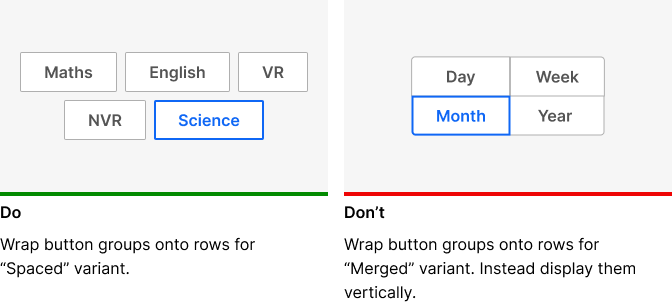 Maths English VR
NVR Science
Do
Wrap button groups onto rows for
“Spaced” variant.
Day Week
Month Year
Don’t
Wrap button groups onto rows for
“Merged” variant. Instead display them
vertically.